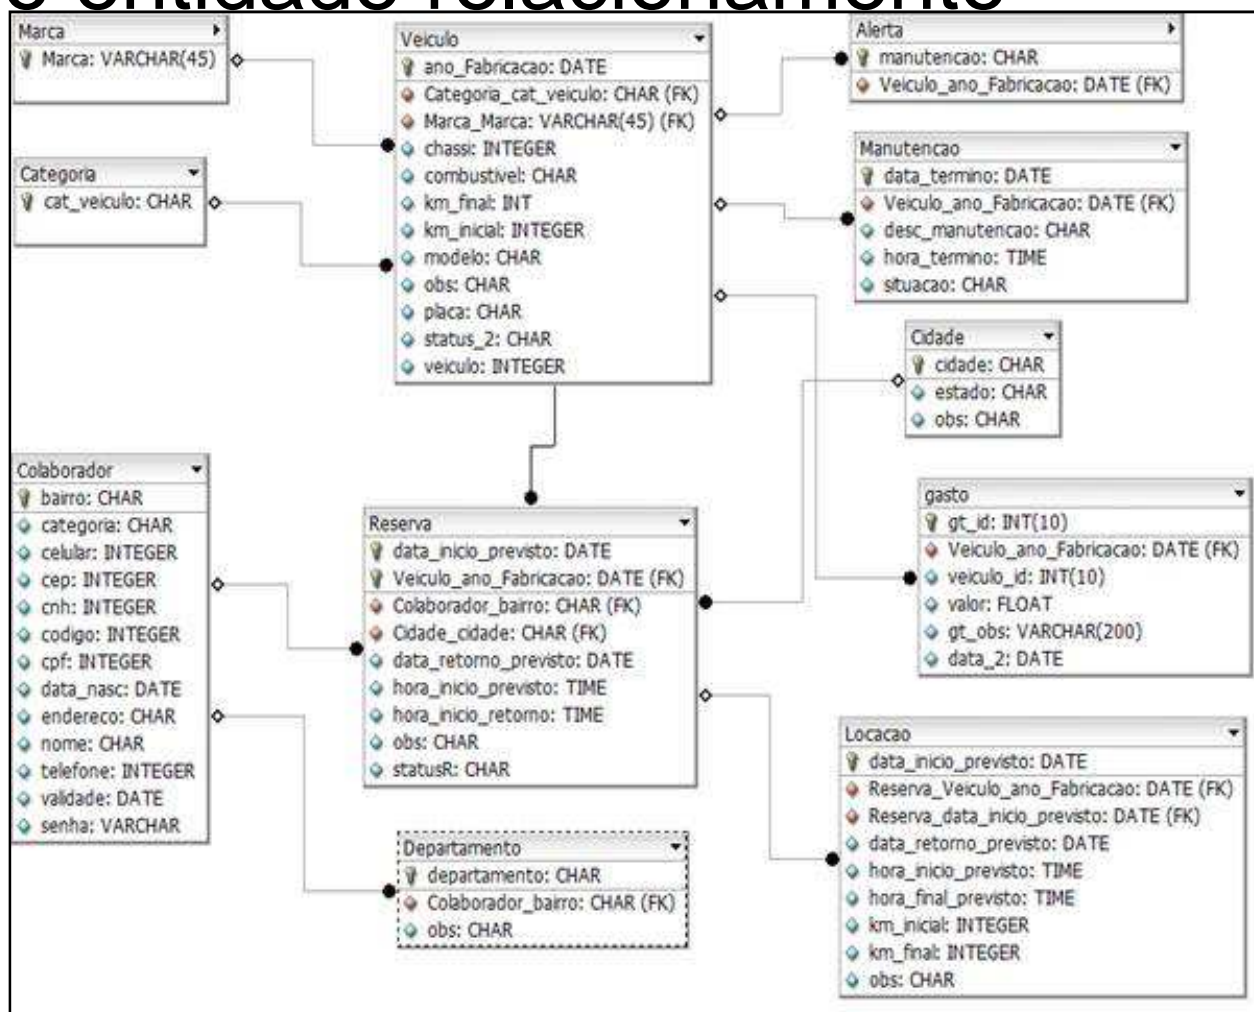 o entidade relacionamento
Marca
Marca: VARCHAR(45)
Categoria
cat_veiculo: CHAR
Veiculo
ano_Fabricacao: DATE
Categoria_cat_veiculo: CHAR (FK)
Marca_Marca: VARCHAR(45) (FK)
chassi: INTEGER
combustivel: CHAR
km_final: INT
km_inicial: INTEGER
modelo: CHAR
obs: CHAR
placa: CHAR
status_2: CHAR
veiculo: INTEGER
Alerta
manutencao: CHAR
Veiculo_ano_Fabricacao: DATE (FK)
Manutencao
data_termino: DATE
Veiculo_ano_Fabricacao: DATE (FK)
desc_manutencao: CHAR
hora_termino: TIME
situacao: CHAR
Cidade
cidade: CHAR
estado: CHAR
obs: CHAR
Colaborador
bairro: CHAR
categoria: CHAR
celular: INTEGER
cep: INTEGER
cnh: INTEGER
codigo: INTEGER
cpf: INTEGER
data_nasc: DATE
endereco: CHAR
nome: CHAR
telefone: INTEGER
validade: DATE
senha: VARCHAR
Reserva
data_inicio_previsto: DATE
Veiculo_ano_Fabricacao: DATE (FK)
Colaborador_bairro: CHAR (FK)
Cidade_cidade: CHAR (FK)
data_retorno_previsto: DATE
hora_inicio_previsto: TIME
hora_inicio_retorno: TIME
obs: CHAR
statusR: CHAR
gasto
gt_id: INT(10)
Veiculo_ano_Fabricacao: DATE (FK)
veiculo_id: INT(10)
valor: FLOAT
gt_obs: VARCHAR(200)
data_2: DATE
Departamento
departamento: CHAR
Colaborador_bairro: CHAR (FK)
obs: CHAR
Locacao
data_inicio_previsto: DATE
Reserva_Veiculo_ano_Fabricacao: DATE (FK)
Reserva_data_inicio_previsto: DATE (FK)
data_retorno_previsto: DATE
hora_inicio_previsto: TIME
hora_final_previsto: TIME
km_inicial: INTEGER
km_final: INTEGER
obs: CHAR